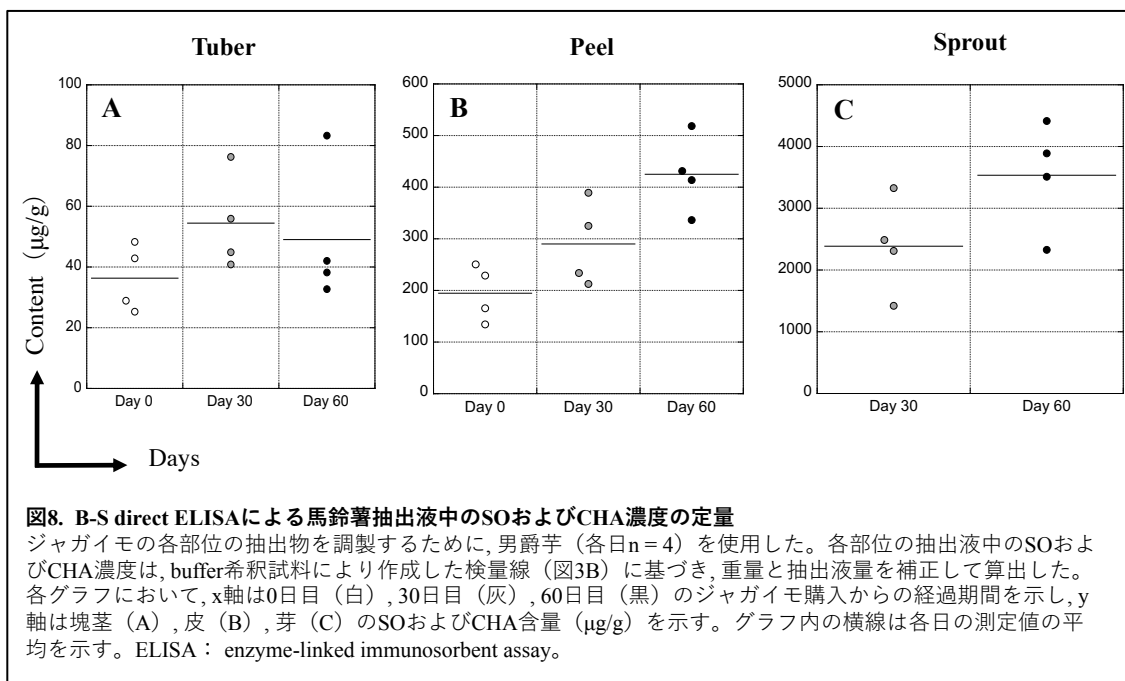 Tuber
Peel
Sprout
A
100
80
60
40
20
0
Day 0
Day 30
Day 60
B
600
500
400
300
200
100
0
Day 0
Day 30
Day 60
C
5000
4000
3000
2000
1000
0
Day 30
Day 60
Content（µg/g）
Days
図8. B-S direct ELISAによる馬鈴薯抽出液中のSOおよびCHA濃度の定量
ジャガイモの各部位の抽出物を調製するために, 男爵芋（各日n = 4）を使用した。各部位の抽出液中のSOおよ
びCHA濃度は, buffer希釈試料により作成した検量線（図3B）に基づき, 重量と抽出液量を補正して算出した。
各グラフにおいて, x軸は0日目（白）, 30日目（灰）, 60日目（黒）のジャガイモ購入からの経過期間を示し, y
軸は塊茎（A）, 皮（B）, 芽（C）のSOおよびCHA含量（µg/g）を示す。グラフ内の横線は各日の測定値の平
均を示す。ELISA： enzyme-linked immunosorbent assay。